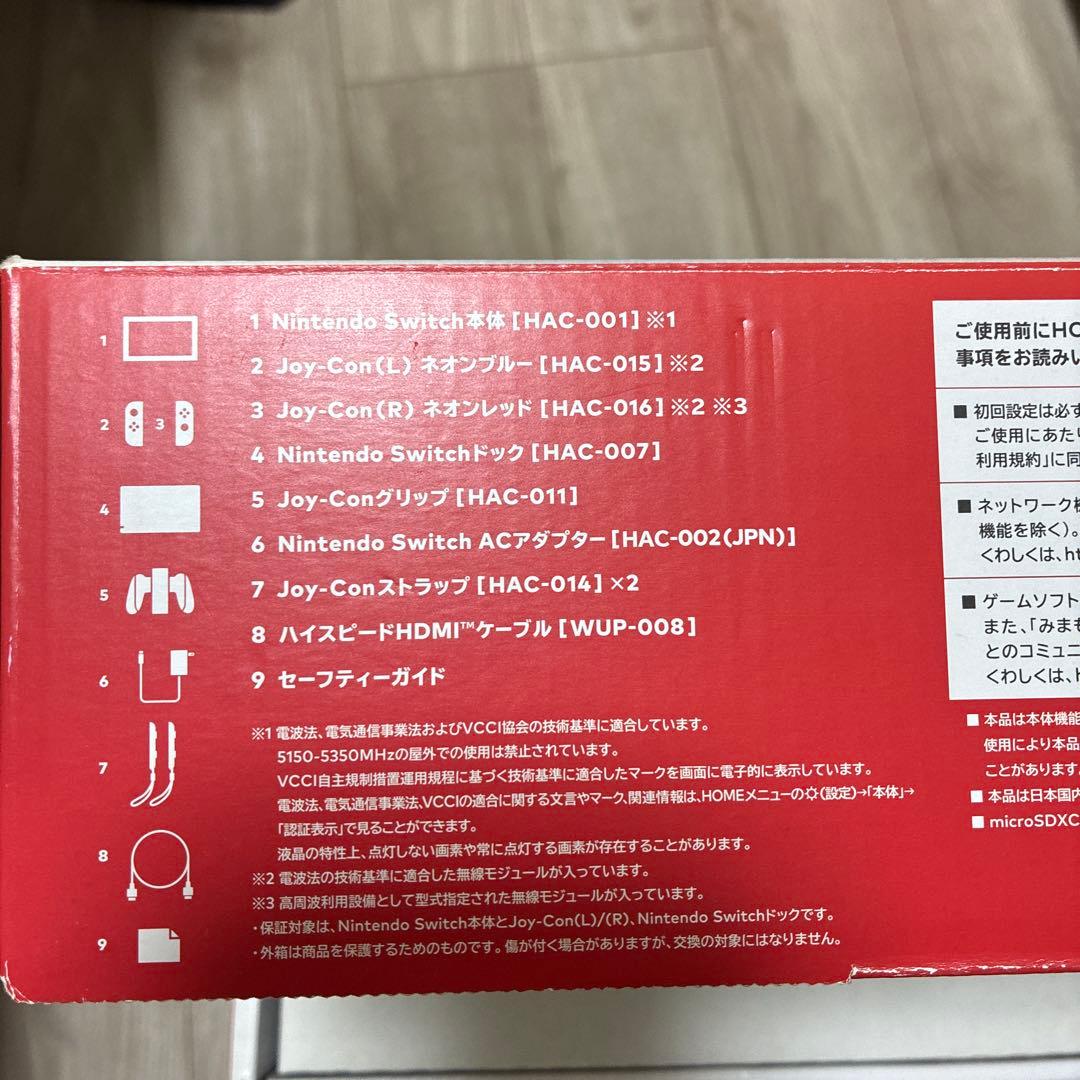 1 Nintendo Switch本体 [HAC-001] ※1
2 Joy-Con(L) ネオンブルー [HAC-015] ※2
3 Joy-Con(R) ネオンレッド [HAC-016] ※2 ※3
4 Nintendo Switchドック [HAC-007]
5 Joy-Conグリップ [HAC-011]
6 Nintendo Switch ACアダプター [HAC-002(JPN)]
7 Joy-Conストラップ [HAC-014] ×2
8 ハイスピードHDMI™ケーブル [WUP-008]
9 セーフティーガイド
1
2
3
4
5
6
7
8
9
※1 電波法、電気通信事業法およびVCCI協会の技術基準に適合しています。
5150-5350MHzの屋外での使用は禁止されています。
VCCI自主規制措置運用規程に基づく技術基準に適合したマークを画面に電子的に表示しています。
電波法、電気通信事業法、VCCIの適合に関する文言やマーク、関連情報は、HOMEメニューの(設定)→「本体」→
「認証表示」で見ることができます。
液晶の特性上、点灯しない画素や常に点灯する画素が存在することがあります。
※2 電波法の技術基準に適合した無線モジュールが入っています。
※3 高周波利用設備として型式指定された無線モジュールが入っています。
・保証対象は、Nintendo Switch本体とJoy-Con(L)/(R)、Nintendo Switchドックです。
・外箱は商品を保護するためのものです。傷が付く場合がありますが、交換の対象にはなりません。
ご使用前にHO
事項をお読みい
■ 初回設定は必ず
ご使用にあたり
利用規約」に同
■ ネットワーク機
機能を除く)。
くわしくは、ht
■ ゲームソフト
また、「みまも
とのコミュニ
くわしくは、h
■ 本品は本体機能
使用により本品
ことがあります。
■ 本品は日本国内
■ microSDXC